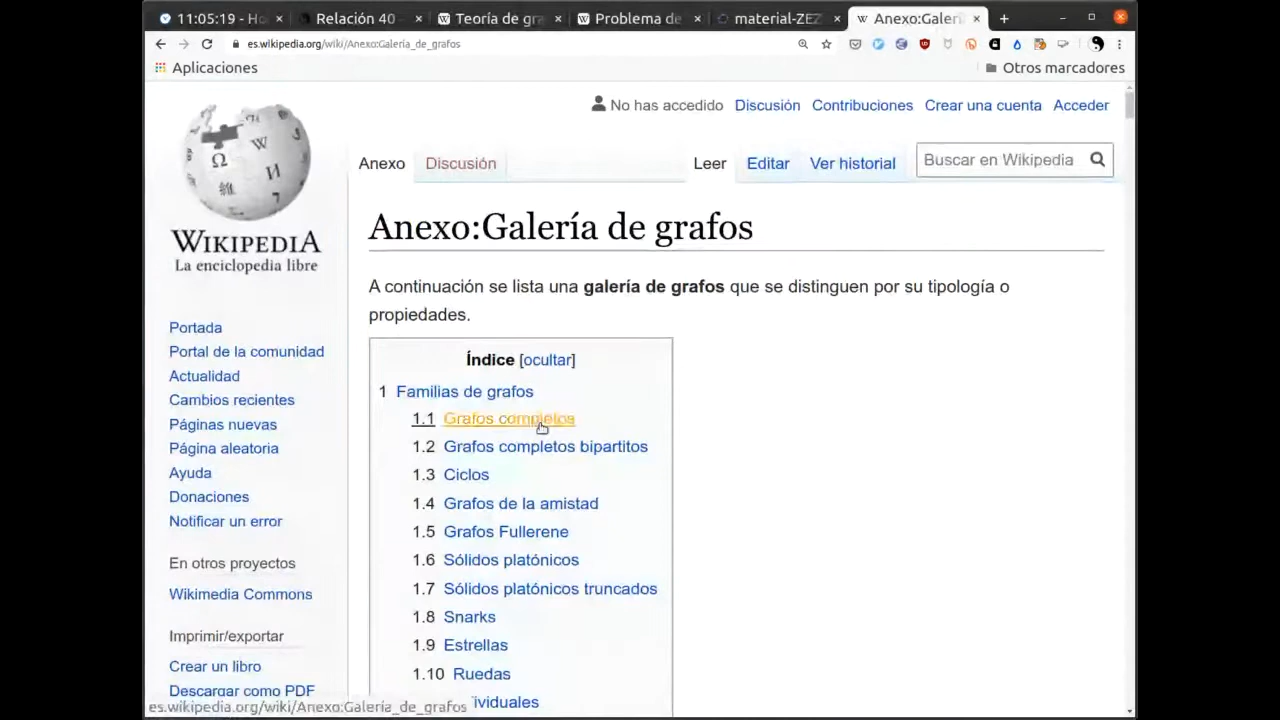 11:05:19 - Ho
Relación 40 -
Teoría de gra
Problema de
material-ZEZ
Anexo:Galerí
es.wikipedia.org/wiki/Anexo:Galería_de_grafos
Aplicaciones
Otros marcadores
No has accedido Discusión Contribuciones Crear una cuenta Acceder
Anexo Discusión Leer Editar Ver historial Buscar en Wikipedia
WIKIPEDIA
La enciclopedia libre
Portada
Portal de la comunidad
Actualidad
Cambios recientes
Páginas nuevas
Página aleatoria
Ayuda
Donaciones
Notificar un error
En otros proyectos
Wikimedia Commons
Imprimir/exportar
Crear un libro
Descargar como PDF
Anexo:Galería de grafos
A continuación se lista una galería de grafos que se distinguen por su tipología o
propiedades.
Índice [ocultar]
1 Familias de grafos
1.1 Grafos completos
1.2 Grafos completos bipartitos
1.3 Ciclos
1.4 Grafos de la amistad
1.5 Grafos Fullerene
1.6 Sólidos platónicos
1.7 Sólidos platónicos truncados
1.8 Snarks
1.9 Estrellas
1.10 Ruedas
ividuales
es.wikipedia.org/wiki/Anexo:Galería_de_grafos